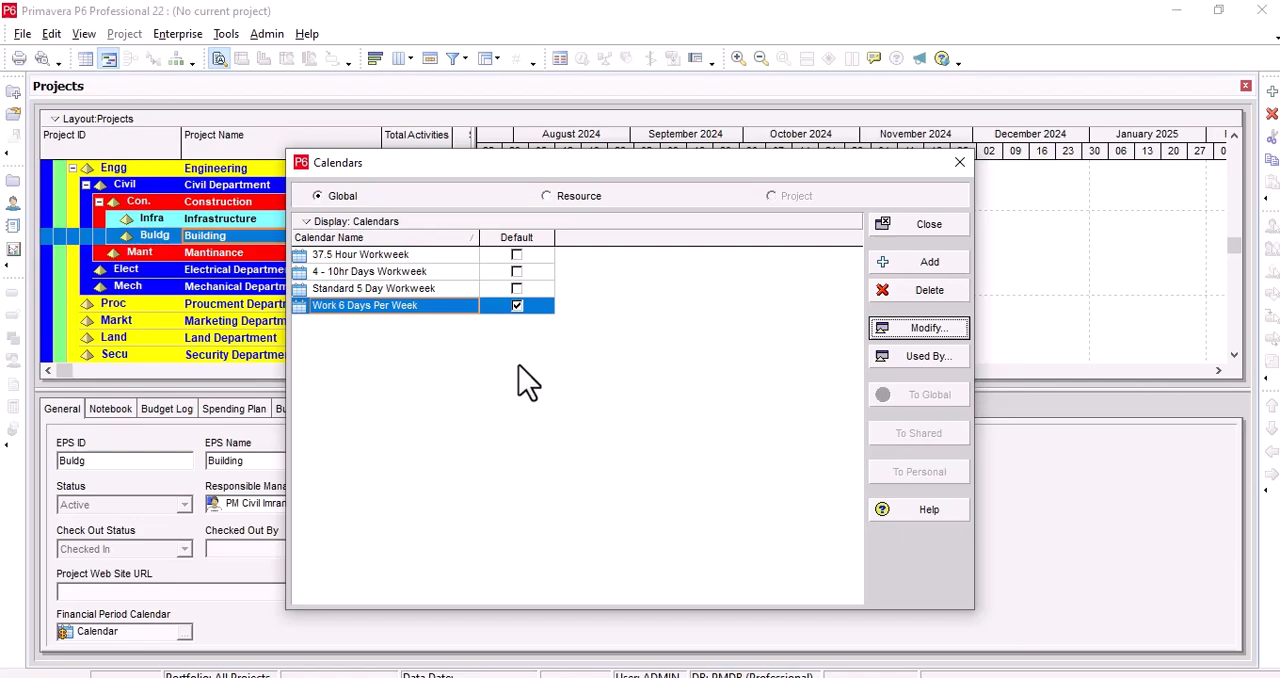 P6 Primavera P6 Professional 22 : (No current project)
File Edit View Project Enterprise Tools Admin Help
Projects
Layout:Projects
Project ID Project Name Total Activities
August 2024 September 2024 October 2024 November 2024 December 2024 January 2025
02 09 16 23 30 06 13 20 27 0
Engg Engineering
Civil Civil Department
Con. Construction
Infra Infrastructure
Buldg Building
Mant Mantinance
Elect Electrical Departme
Mech Mechanical Departme
Proc Proucment Depart
Markt Marketing Departm
Land Land Department
Secu Security Departme
P6 Calendars
Global Resource Project
Display: Calendars
Calendar Name Default
37.5 Hour Workweek
4 - 10hr Days Workweek
Standard 5 Day Workweek
Work 6 Days Per Week
Close
Add
Delete
Modify...
Used By...
To Global
To Shared
To Personal
Help
General Notebook Budget Log Spending Plan Bu
EPS ID EPS Name
Buldg Building
Status Responsible Mana
Active PM Civil Imran
Check Out Status Checked Out By
Checked In
Project Web Site URL
Financial Period Calendar
Calendar ...
Portfolio: All Projects Data Date: User: ADMIN DB: PMDB (Professional)